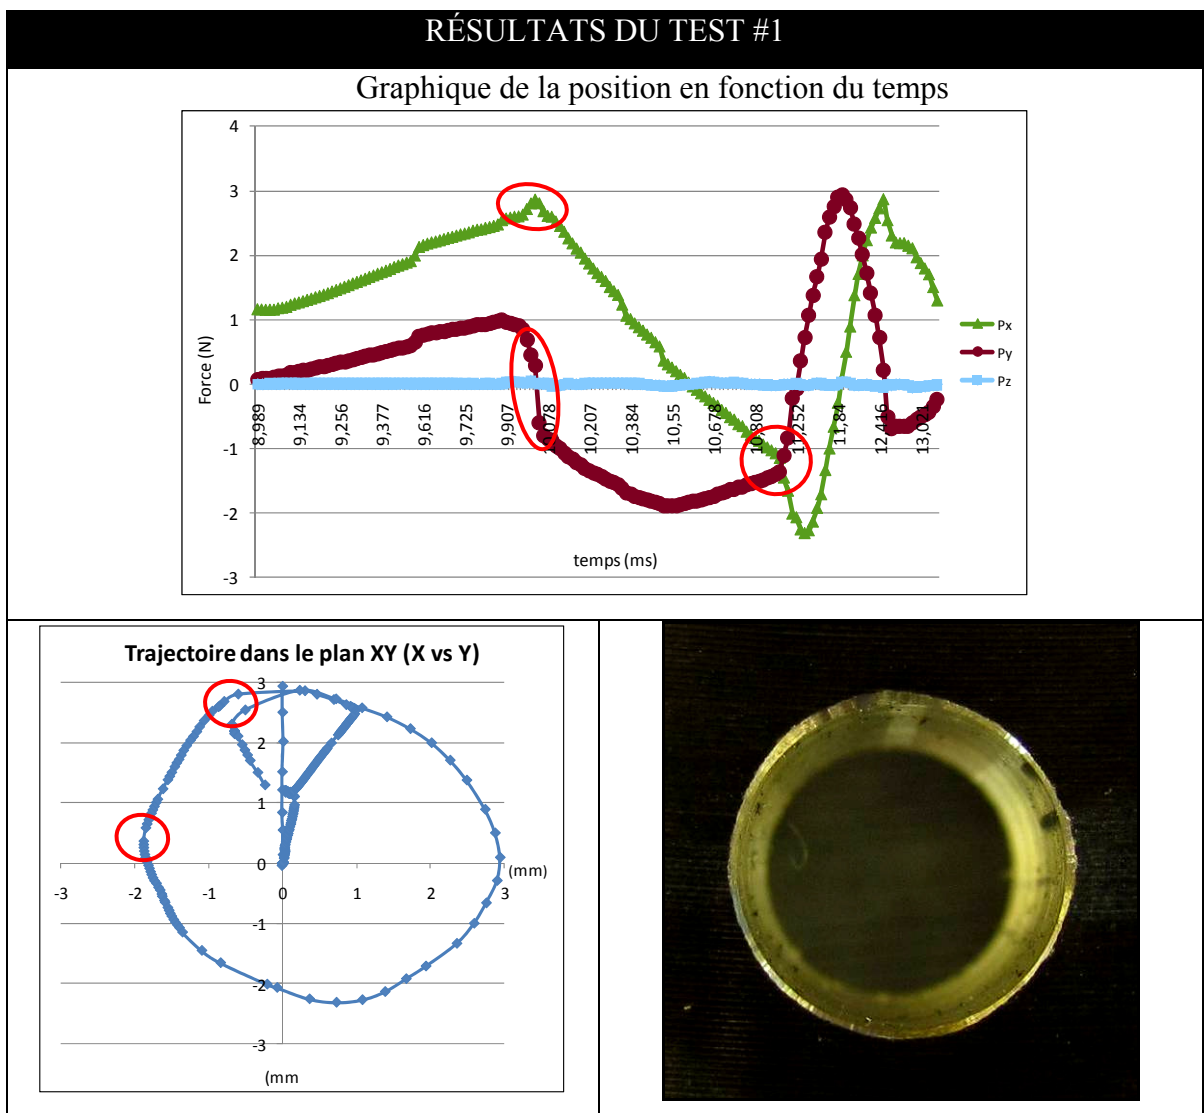 RÉSULTATS DU TEST #1
Graphique de la position en fonction du temps
4
3
2
1
0
-1
-2
-3
Force (N)
8,989
9,134
9,256
9,377
9,616
9,725
9,907
10,207
10,384
10,55
10,678
10,808
11,252
11,84
12,416
13,021
temps (ms)
Px
Py
Pz
Trajectoire dans le plan XY (X vs Y)
3
2
1
0
-1
-2
-3
-3 -2 -1 0 1 2 3
(mm)
(mm